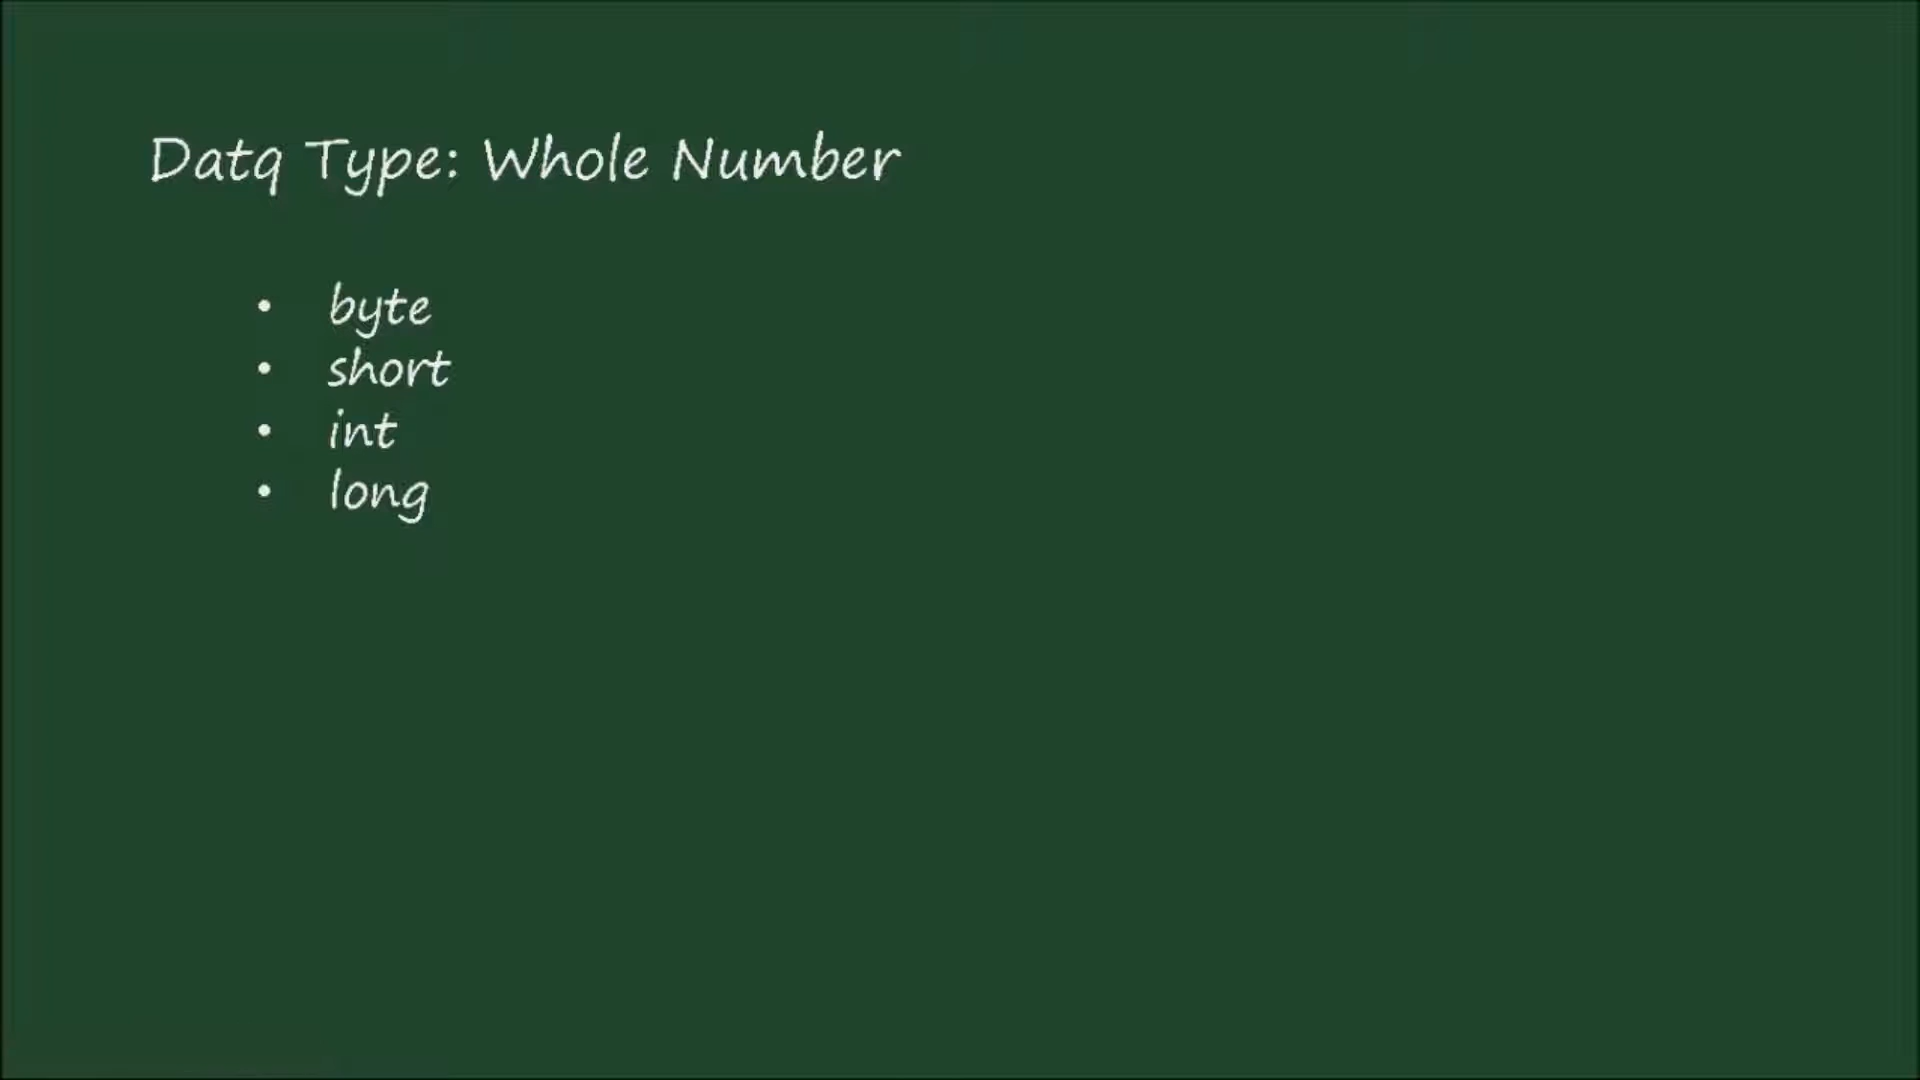 Datq Type: Whole Number
• byte
• short
• int
• long